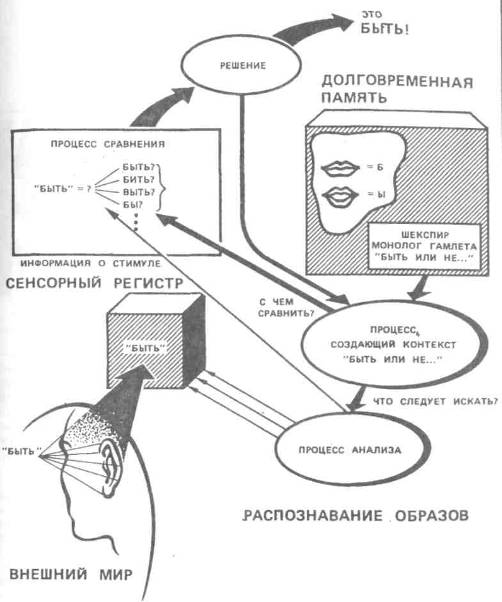 ЭТО
БЫТЬ!
РЕШЕНИЕ
ДОЛГОВРЕМЕННАЯ
ПАМЯТЬ
ПРОЦЕСС СРАВНЕНИЯ
"БЫТЬ" = ?
БЫТЬ?
БИТЬ?
ВЫТЬ?
БЫ?
= Б
= Ы
ШЕКСПИР
МОНОЛОГ ГАМЛЕТА
"БЫТЬ ИЛИ НЕ..."
ИНФОРМАЦИЯ О СТИМУЛЕ
СЕНСОРНЫЙ РЕГИСТР
С ЧЕМ
СРАВНИТЬ?
"БЫТЬ"
ПРОЦЕСС,
СОЗДАЮЩИЙ КОНТЕКСТ
"БЫТЬ ИЛИ НЕ..."
ЧТО СЛЕДУЕТ ИСКАТЬ?
ПРОЦЕСС АНАЛИЗА
"БЫТЬ"
РАСПОЗНАВАНИЕ ОБРАЗОВ
ВНЕШНИЙ МИР